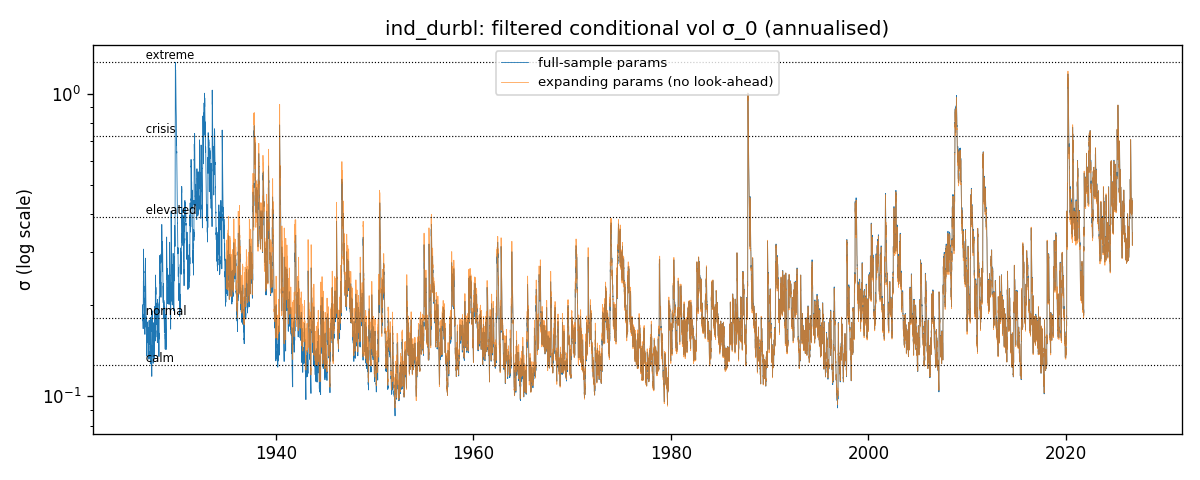 ind_durbl: filtered conditional vol σ_0 (annualised)
full-sample params
expanding params (no look-ahead)
extreme
crisis
elevated
normal
calm
σ (log scale)
10⁰
10⁻¹
1940 1960 1980 2000 2020